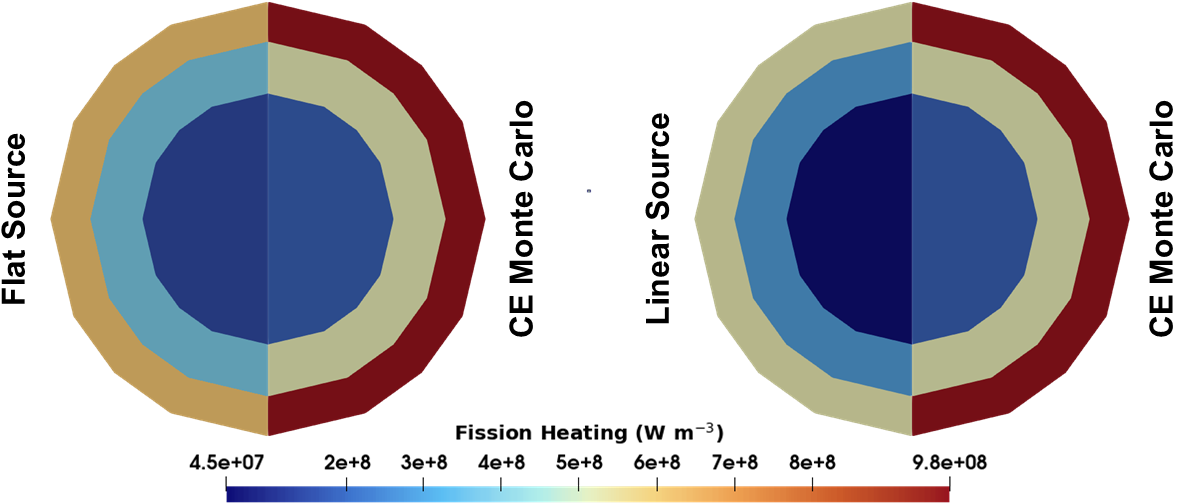 Flat Source
CE Monte Carlo
Linear Source
CE Monte Carlo
Fission Heating (W m⁻³)
4.5e+07 2e+8 3e+8 4e+8 5e+8 6e+8 7e+8 8e+8 9.8e+08